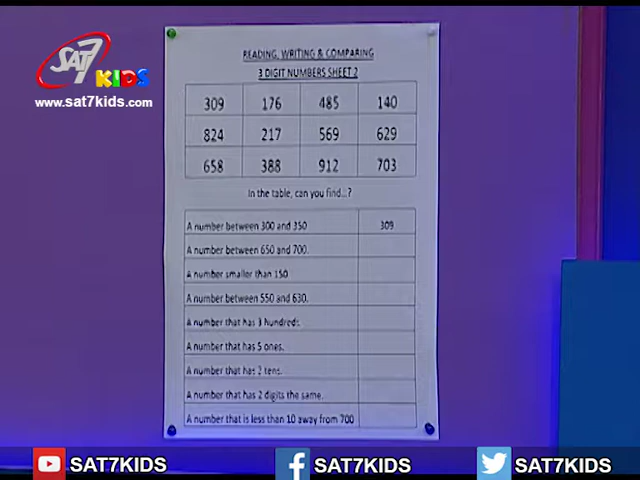 SAT7
KIDS
www.sat7kids.com
READING, WRITING & COMPARING
3 DIGIT NUMBERS SHEET 2
309 176 485 140
824 217 569 629
658 388 912 703
In the table, can you find...?
A number between 300 and 350 309
A number between 650 and 700.
A number smaller than 150
A number between 550 and 630.
A number that has 3 hundreds.
A number that has 5 ones.
A number that has 2 tens.
A number that has 2 digits the same.
A number that is less than 10 away from 700
SAT7KIDS SAT7KIDS SAT7KIDS